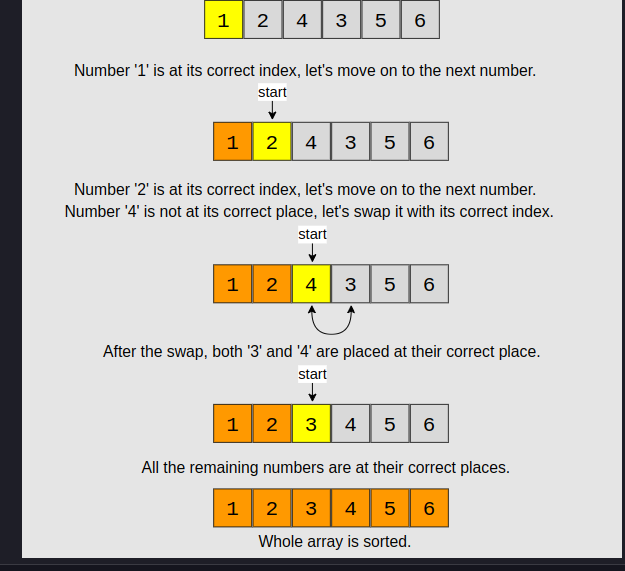 1 2 4 3 5 6
Number '1' is at its correct index, let's move on to the next number.
start
1 2 4 3 5 6
Number '2' is at its correct index, let's move on to the next number.
Number '4' is not at its correct place, let's swap it with its correct index.
start
1 2 4 3 5 6
After the swap, both '3' and '4' are placed at their correct place.
start
1 2 3 4 5 6
All the remaining numbers are at their correct places.
1 2 3 4 5 6
Whole array is sorted.